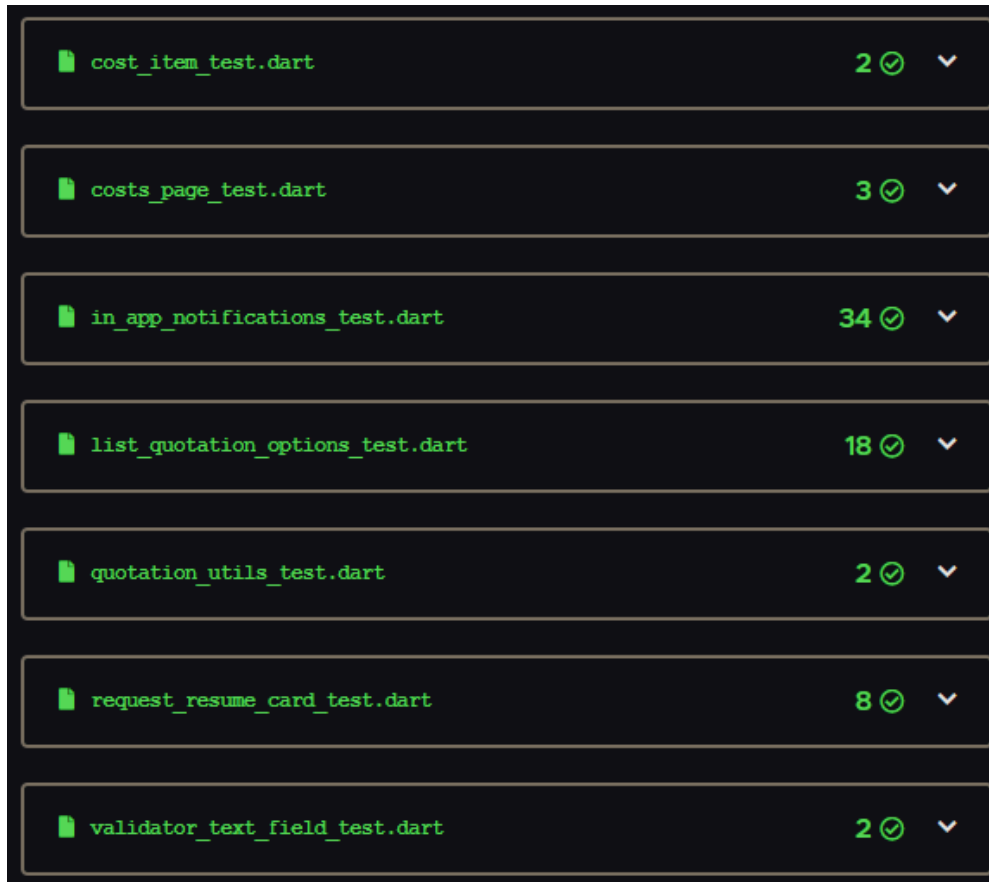 cost_item_test.dart 2
costs_page_test.dart 3
in_app_notifications_test.dart 34
list_quotation_options_test.dart 18
quotation_utils_test.dart 2
request_resume_card_test.dart 8
validator_text_field_test.dart 2